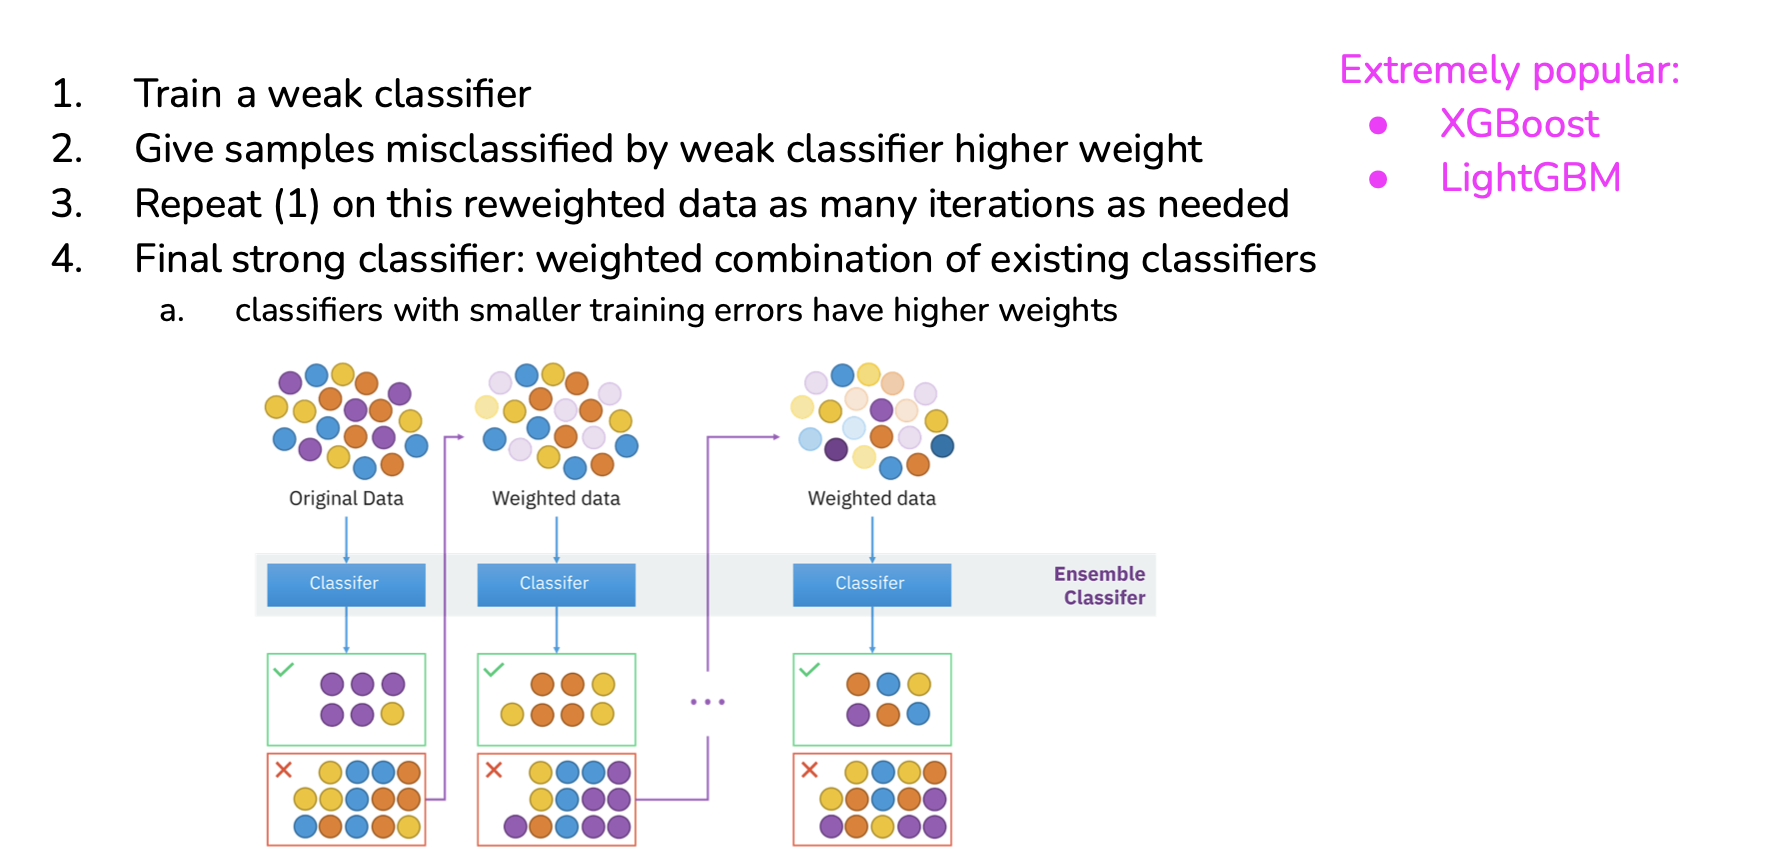 1. Train a weak classifier
2. Give samples misclassified by weak classifier higher weight
3. Repeat (1) on this reweighted data as many iterations as needed
4. Final strong classifier: weighted combination of existing classifiers
a. classifiers with smaller training errors have higher weights
Extremely popular:
● XGBoost
● LightGBM
Original Data
Weighted data
Weighted data
Classifer
Classifer
Classifer
Ensemble
Classifer
...